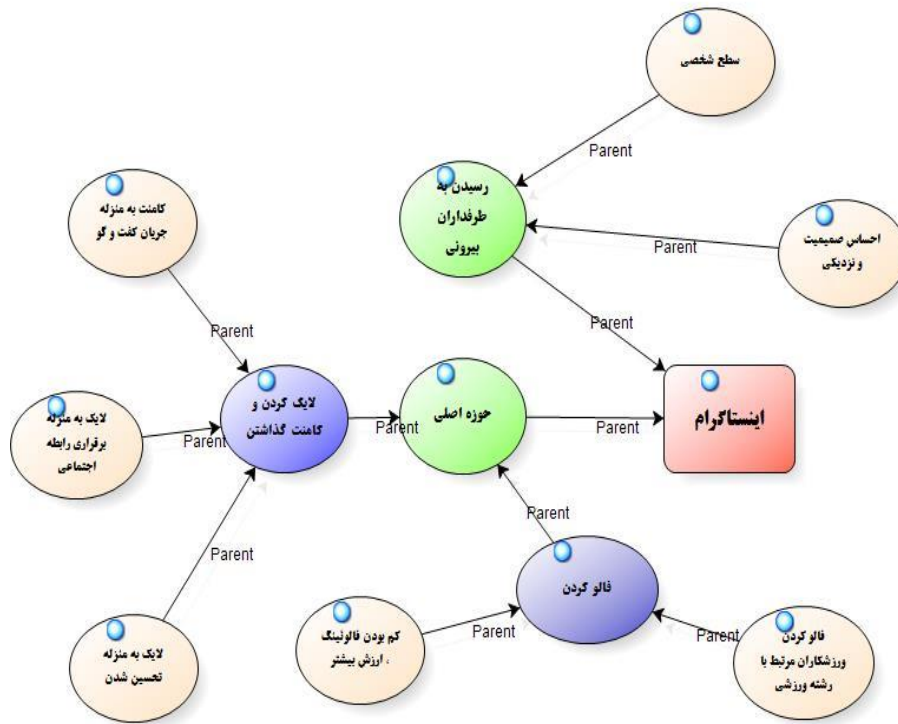 سطح شخصی
Parent
کامنت به منزله
جریان گفت و گو
رسیدن به
طرفداران
بیرونی
احساس صمیمیت
و نزدیکی
Parent
Parent
Parent
لایک کردن و
کامنت گذاشتن
حوزه اصلی
اینستاگرام
لایک به منزله
برقراری رابطه
اجتماعی
Parent
Parent
Parent
Parent
Parent
فالو کردن
لایک به منزله
تحسین شدن
کم بودن فالوئینگ
، ارزش بیشتر
Parent
Parent
فالو کردن
ورزشکاران مرتبط با
رشته ورزشی